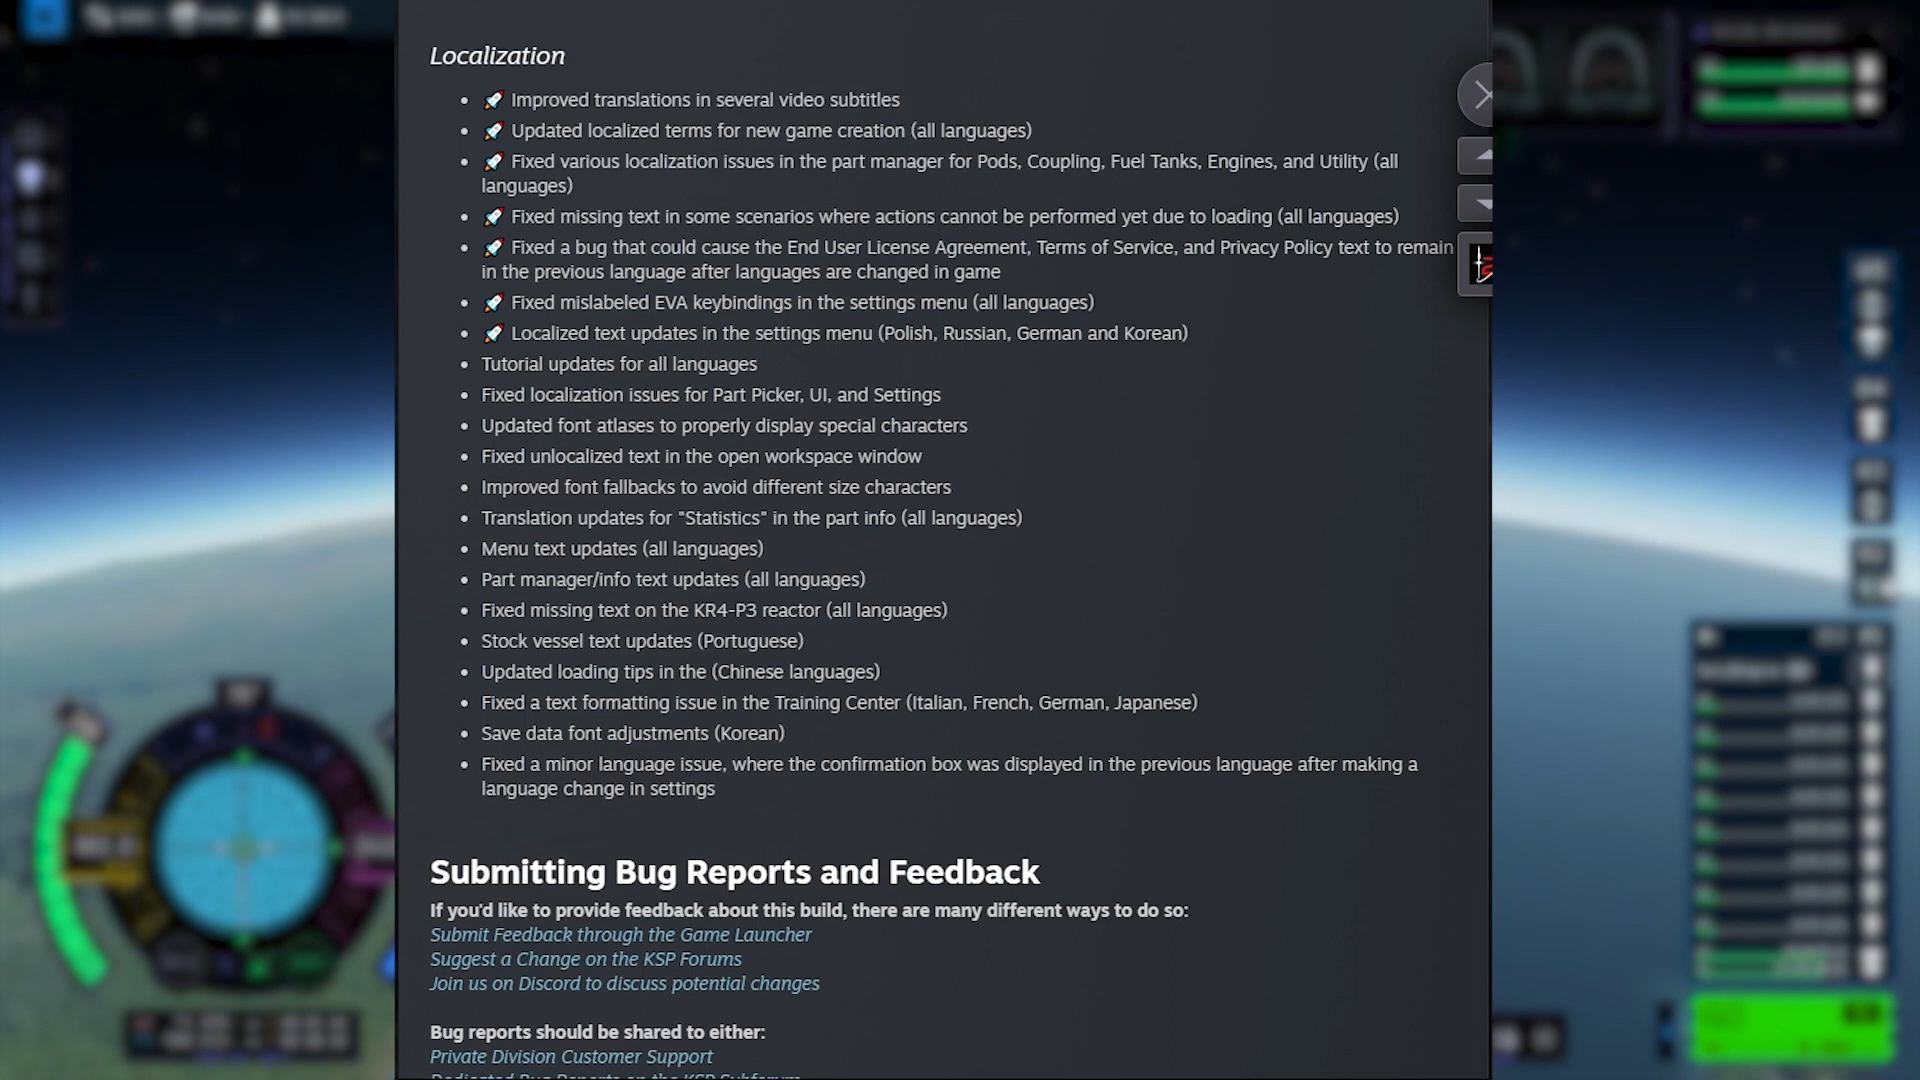 Localization
🚀 Improved translations in several video subtitles
🚀 Updated localized terms for new game creation (all languages)
🚀 Fixed various localization issues in the part manager for Pods, Coupling, Fuel Tanks, Engines, and Utility (all
languages)
🚀 Fixed missing text in some scenarios where actions cannot be performed yet due to loading (all languages)
🚀 Fixed a bug that could cause the End User License Agreement, Terms of Service, and Privacy Policy text to remain
in the previous language after languages are changed in game
🚀 Fixed mislabeled EVA keybindings in the settings menu (all languages)
🚀 Localized text updates in the settings menu (Polish, Russian, German and Korean)
Tutorial updates for all languages
Fixed localization issues for Part Picker, UI, and Settings
Updated font atlases to properly display special characters
Fixed unlocalized text in the open workspace window
Improved font fallbacks to avoid different size characters
Translation updates for "Statistics" in the part info (all languages)
Menu text updates (all languages)
Part manager/info text updates (all languages)
Fixed missing text on the KR4-P3 reactor (all languages)
Stock vessel text updates (Portuguese)
Updated loading tips in the (Chinese languages)
Fixed a text formatting issue in the Training Center (Italian, French, German, Japanese)
Save data font adjustments (Korean)
Fixed a minor language issue, where the confirmation box was displayed in the previous language after making a
language change in settings
Submitting Bug Reports and Feedback
If you'd like to provide feedback about this build, there are many different ways to do so:
Submit Feedback through the Game Launcher
Suggest a Change on the KSP Forums
Join us on Discord to discuss potential changes
Bug reports should be shared to either:
Private Division Customer Support
Dedicated Bug Reports on the KSP Subforum